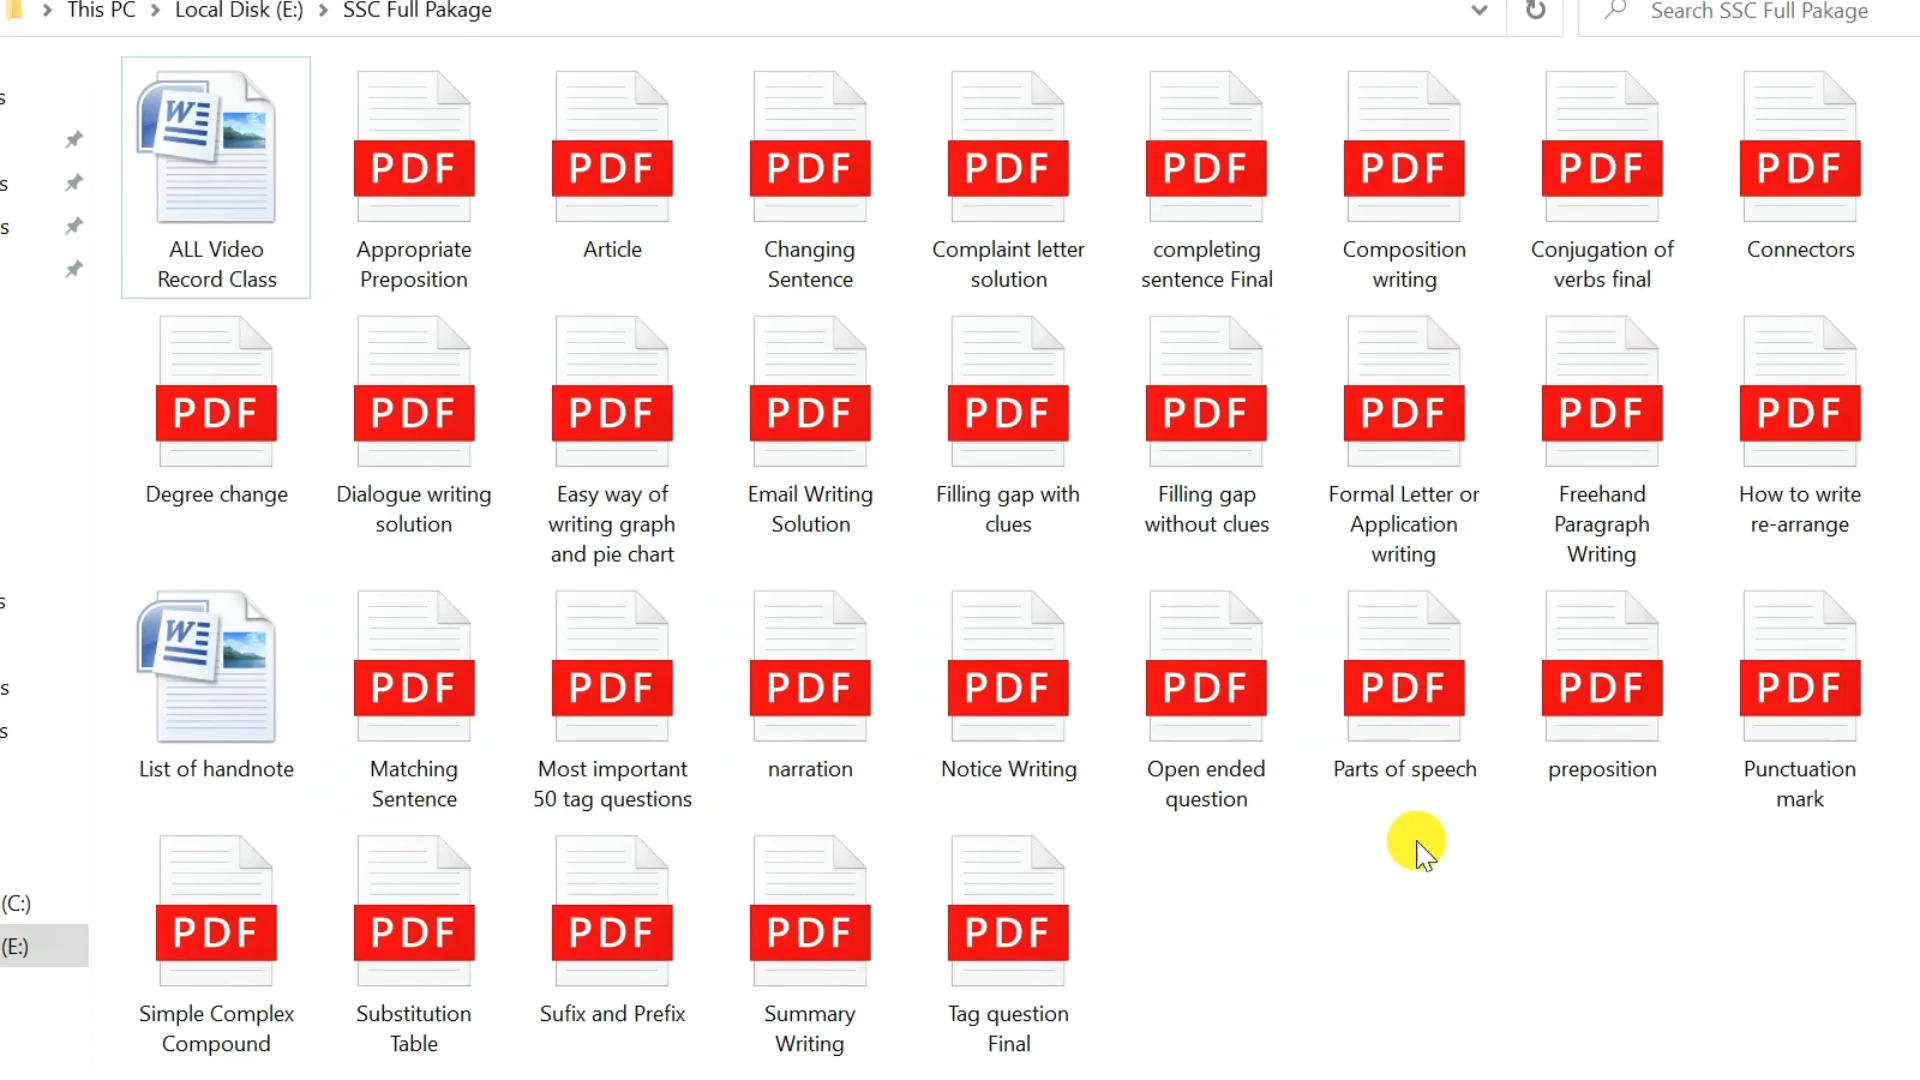 This PC > Local Disk (E:) > SSC Full Pakage
Search SSC Full Pakage
ALL Video
Record Class
PDF
Appropriate
Preposition
PDF
Article
PDF
Changing
Sentence
PDF
Complaint letter
solution
PDF
completing
sentence Final
PDF
Composition
writing
PDF
Conjugation of
verbs final
PDF
Connectors
PDF
Degree change
PDF
Dialogue writing
solution
PDF
Easy way of
writing graph
and pie chart
PDF
Email Writing
Solution
PDF
Filling gap with
clues
PDF
Filling gap
without clues
PDF
Formal Letter or
Application
writing
PDF
Freehand
Paragraph
Writing
PDF
How to write
re-arrange
List of handnote
PDF
Matching
Sentence
PDF
Most important
50 tag questions
PDF
narration
PDF
Notice Writing
PDF
Open ended
question
PDF
Parts of speech
PDF
preposition
PDF
Punctuation
mark
PDF
Simple Complex
Compound
PDF
Substitution
Table
PDF
Sufix and Prefix
PDF
Summary
Writing
PDF
Tag question
Final
(C:)
(E:)